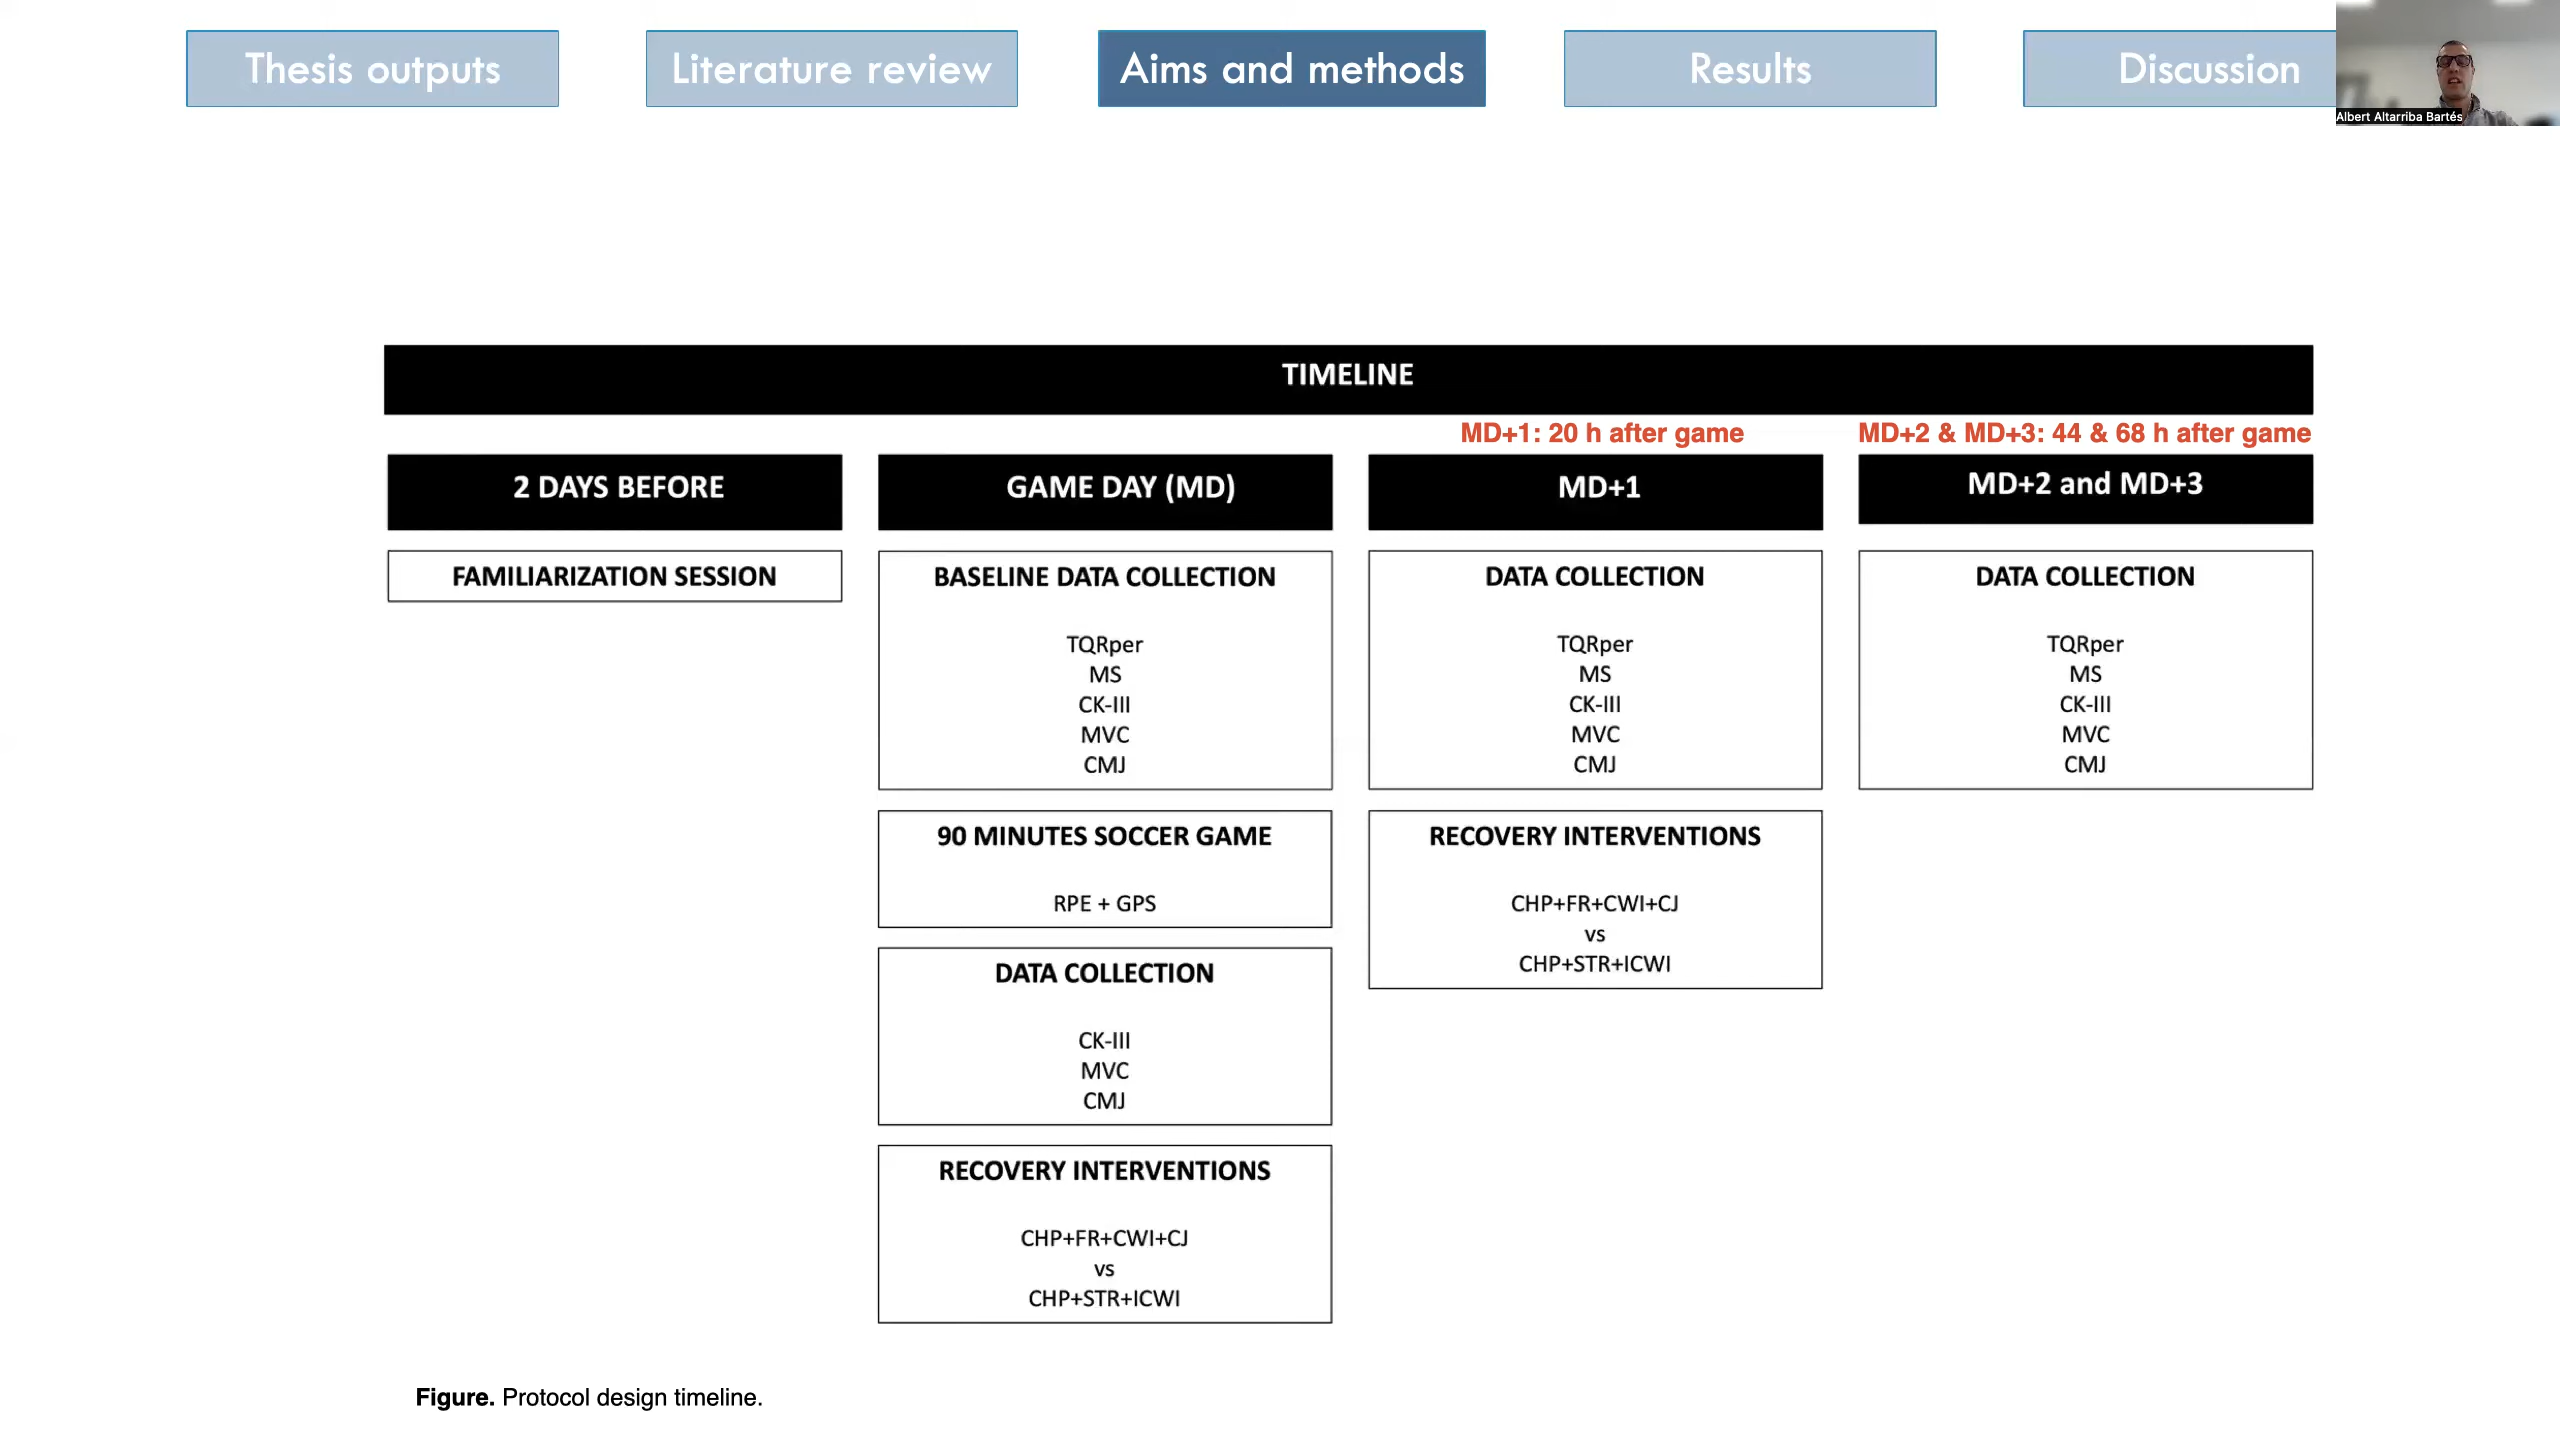 Thesis outputs
Literature review
Aims and methods
Results
Discussion
Albert Altarriba Bartés
TIMELINE
MD+1: 20 h after game
MD+2 & MD+3: 44 & 68 h after game
2 DAYS BEFORE
FAMILIARIZATION SESSION
GAME DAY (MD)
BASELINE DATA COLLECTION
TQRper
MS
CK-III
MVC
CMJ
90 MINUTES SOCCER GAME
RPE + GPS
DATA COLLECTION
CK-III
MVC
CMJ
RECOVERY INTERVENTIONS
CHP+FR+CWI+CJ
vs
CHP+STR+ICWI
MD+1
DATA COLLECTION
TQRper
MS
CK-III
MVC
CMJ
RECOVERY INTERVENTIONS
CHP+FR+CWI+CJ
vs
CHP+STR+ICWI
MD+2 and MD+3
DATA COLLECTION
TQRper
MS
CK-III
MVC
CMJ
Figure. Protocol design timeline.